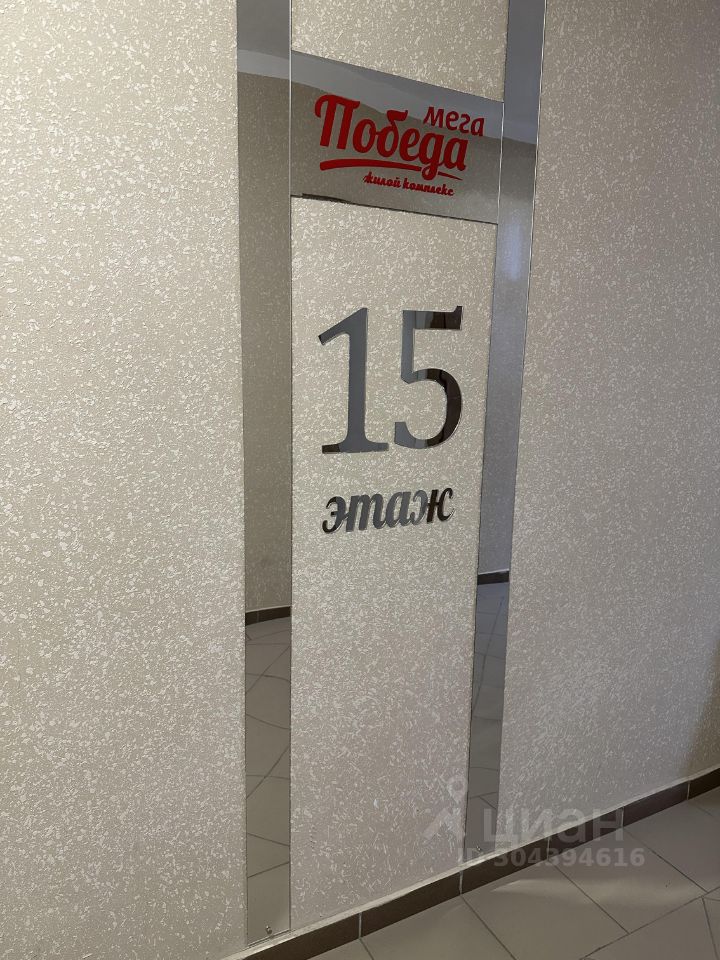 мега
Победа
жилой комплекс
15
этаж
циан
ID 304394616